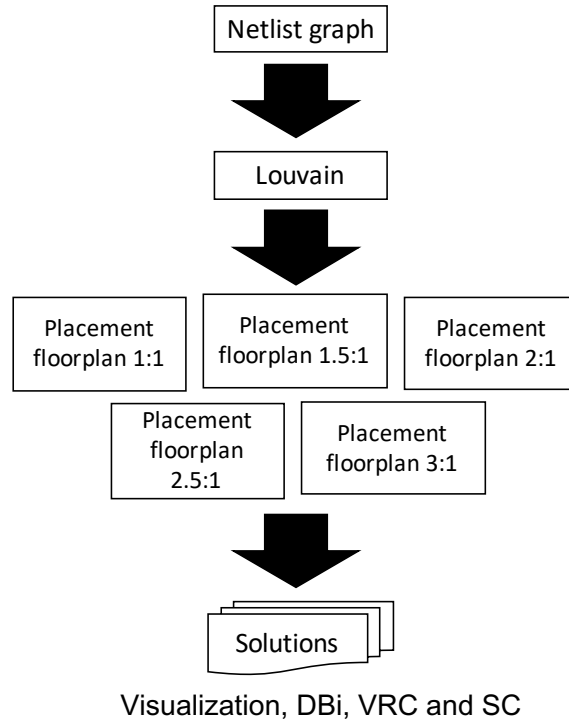 Netlist graph
Louvain
Placement
floorplan 1:1
Placement
floorplan 1.5:1
Placement
floorplan 2:1
Placement
floorplan
2.5:1
Placement
floorplan 3:1
Solutions
Visualization, DBi, VRC and SC